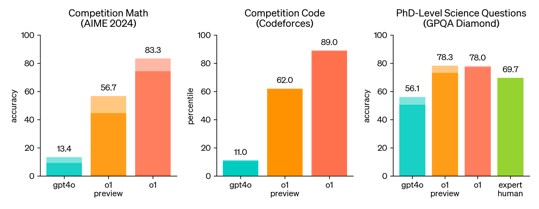 Competition Math
(AIME 2024)
100
80
60
40
20
0
accuracy
13.4
56.7
83.3
gpt4o
o1
preview
o1
Competition Code
(Codeforces)
100
80
60
40
20
0
percentile
11.0
62.0
89.0
gpt4o
o1
preview
o1
PhD-Level Science Questions
(GPQA Diamond)
100
80
60
40
20
0
accuracy
56.1
78.3
78.0
69.7
gpt4o
o1
preview
o1
expert
human